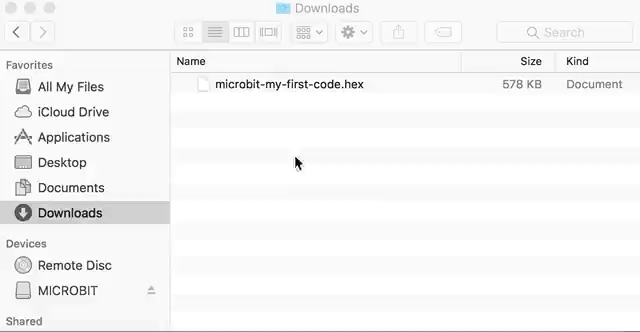 Downloads
Search
Favorites
All My Files
iCloud Drive
Applications
Desktop
Documents
Downloads
Devices
Remote Disc
MICROBIT
Shared
Name Size Kind
microbit-my-first-code.hex 578 KB Document